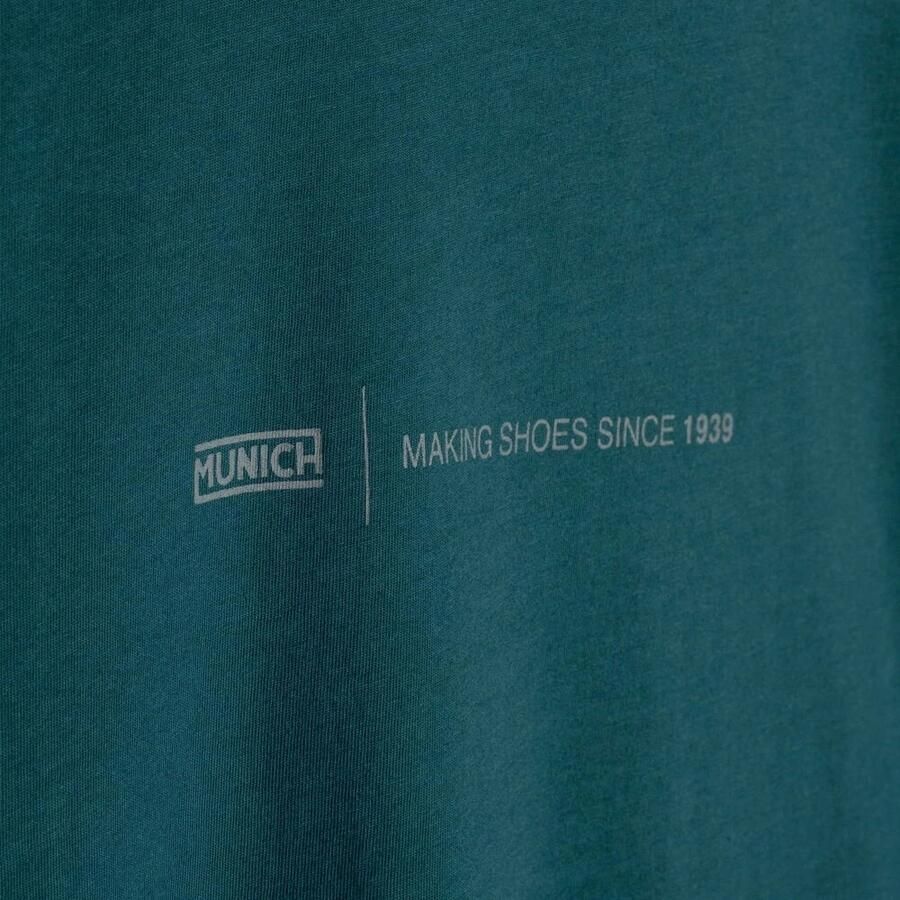 MUNICH
MAKING SHOES SINCE 1939